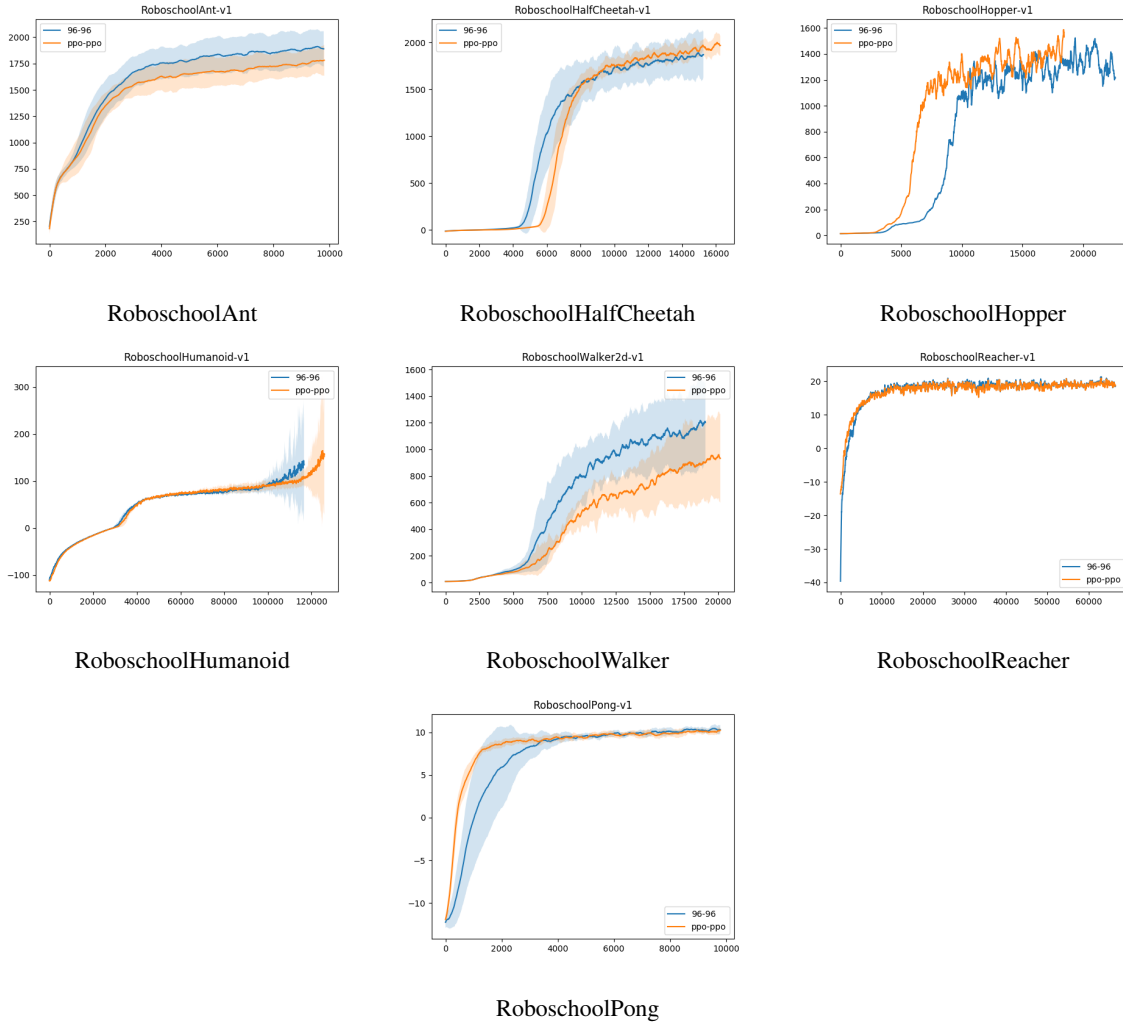 RoboschoolAnt-v1
96-96
ppo-ppo
2000
1750
1500
1250
1000
750
500
250
0 2000 4000 6000 8000 10000
RoboschoolAnt
RoboschoolHalfCheetah-v1
96-96
ppo-ppo
2000
1500
1000
500
0
0 2000 4000 6000 8000 10000 12000 14000 16000
RoboschoolHalfCheetah
RoboschoolHopper-v1
96-96
ppo-ppo
1600
1400
1200
1000
800
600
400
200
0
0 5000 10000 15000 20000
RoboschoolHopper
RoboschoolHumanoid-v1
96-96
ppo-ppo
300
200
100
0
−100
0 20000 40000 60000 80000 100000 120000
RoboschoolHumanoid
RoboschoolWalker2d-v1
96-96
ppo-ppo
1600
1400
1200
1000
800
600
400
200
0
0 2500 5000 7500 10000 12500 15000 17500 20000
RoboschoolWalker
RoboschoolReacher-v1
20
10
0
−10
−20
−30
−40
96-96
ppo-ppo
0 10000 20000 30000 40000 50000 60000
RoboschoolReacher
RoboschoolPong-v1
10
5
0
−5
−10
96-96
ppo-ppo
0 2000 4000 6000 8000 10000
RoboschoolPong